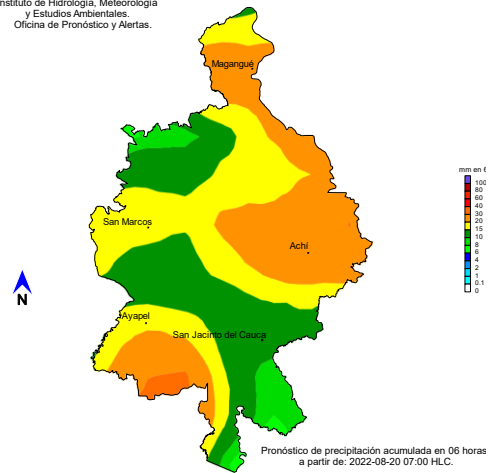 Instituto de Hidrología, Meteorología
y Estudios Ambientales.
Oficina de Pronóstico y Alertas.
Magangué
mm en 6
100
80
60
40
30
20
15
10
8
6
4
2
1
0.1
0
San Marcos
Achí
N
Ayapel
San Jacinto del Cauca
Pronóstico de precipitación acumulada en 06 horas
a partir de: 2022-08-20 07:00 HLC.